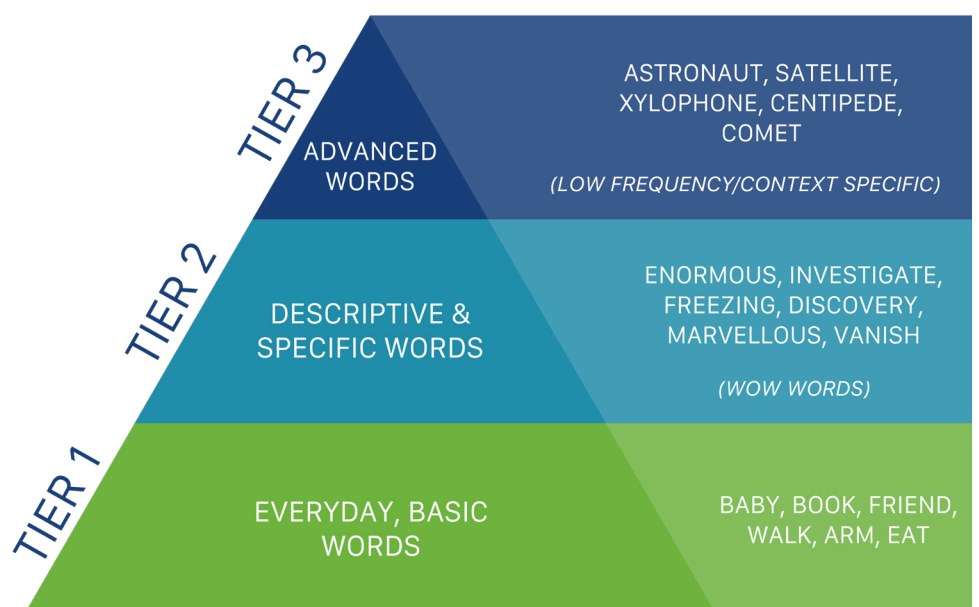 TIER 3
ADVANCED
WORDS
ASTRONAUT, SATELLITE,
XYLOPHONE, CENTIPEDE,
COMET
(LOW FREQUENCY/CONTEXT SPECIFIC)
TIER 2
DESCRIPTIVE &
SPECIFIC WORDS
ENORMOUS, INVESTIGATE,
FREEZING, DISCOVERY,
MARVELLOUS, VANISH
(WOW WORDS)
TIER 1
EVERYDAY, BASIC
WORDS
BABY, BOOK, FRIEND,
WALK, ARM, EAT